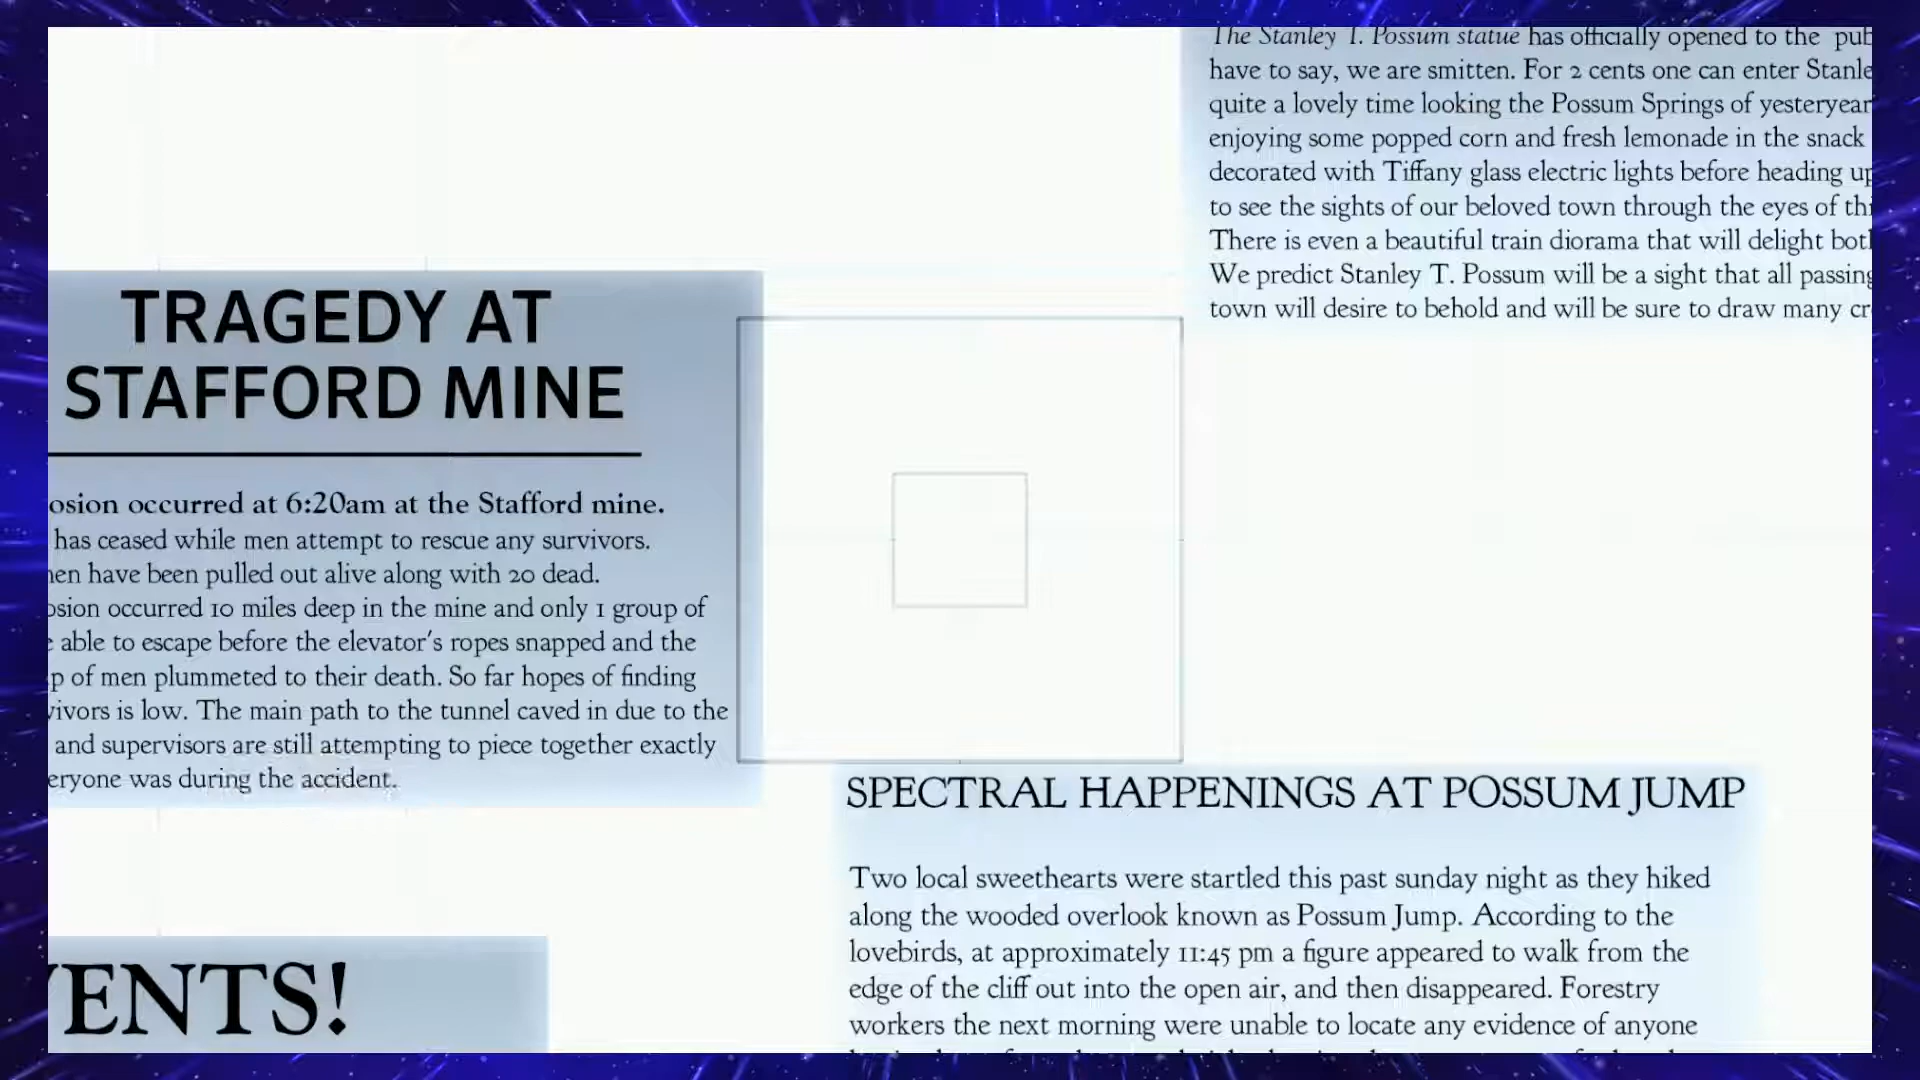 The Stanley T. Possum statue has officially opened to the
have to say, we are smitten. For 2 cents one can enter
quite a lovely time looking the Possum Springs of yesteryear
enjoying some popped corn and fresh lemonade in the snack
decorated with Tiffany glass electric lights before heading
to see the sights of our beloved town through the eyes of
There is even a beautiful train diorama that will delight
We predict Stanley T. Possum will be a sight that all
town will desire to behold and will be sure to draw many
TRAGEDY AT
STAFFORD MINE
occurred at 6:20am at the Stafford mine.
has ceased while men attempt to rescue any survivors.
have been pulled out alive along with 20 dead.
occurred 10 miles deep in the mine and only 1 group of
able to escape before the elevator's ropes snapped and the
of men plummeted to their death. So far hopes of finding
is low. The main path to the tunnel caved in due to the
and supervisors are still attempting to piece together exactly
was during the accident.
SPECTRAL HAPPENINGS AT POSSUM JUMP
Two local sweethearts were startled this past sunday night as they hiked
along the wooded overlook known as Possum Jump. According to the
lovebirds, at approximately 11:45 pm a figure appeared to walk from the
edge of the cliff out into the open air, and then disappeared. Forestry
workers the next morning were unable to locate any evidence of anyone
VENTS!